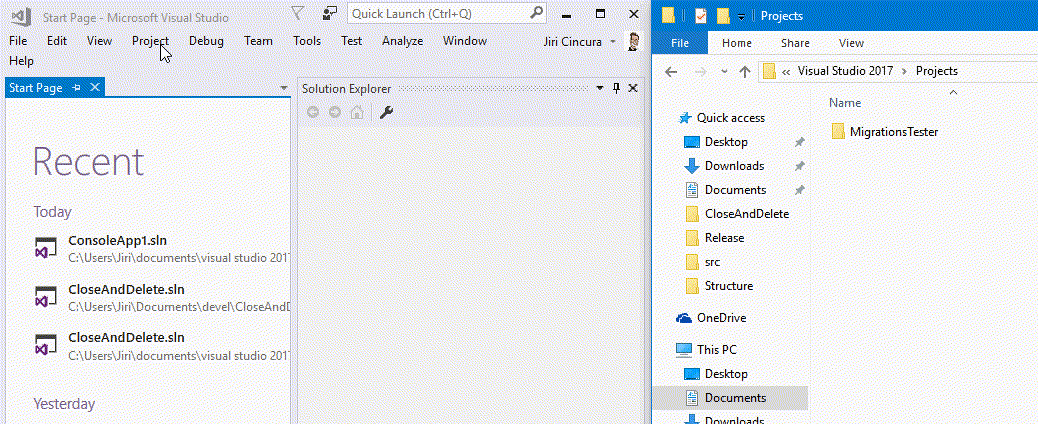 Start Page - Microsoft Visual Studio
Quick Launch (Ctrl+Q)
File Edit View Project Debug Team Tools Test Analyze Window Jiri Cincura
Help
Start Page
Recent
Today
ConsoleApp1.sln
C:\Users\Jiri\documents\visual studio 2017
CloseAndDelete.sln
C:\Users\Jiri\Documents\devel\CloseAndD
CloseAndDelete.sln
C:\Users\Jiri\documents\visual studio 2017
Yesterday
Solution Explorer
Projects
File Home Share View
« Visual Studio 2017 > Projects
Quick access
Desktop
Downloads
Documents
CloseAndDelete
Release
src
Structure
OneDrive
This PC
Desktop
Documents
Downloads
Name
MigrationsTester